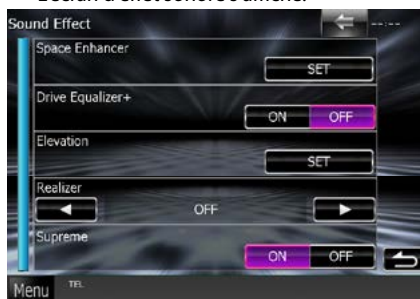 Sound Effect
--:--
Space Enhancer
SET
Drive Equalizer+
ON OFF
Elevation
SET
Realizer
OFF
Supreme
ON OFF
Menu TEL